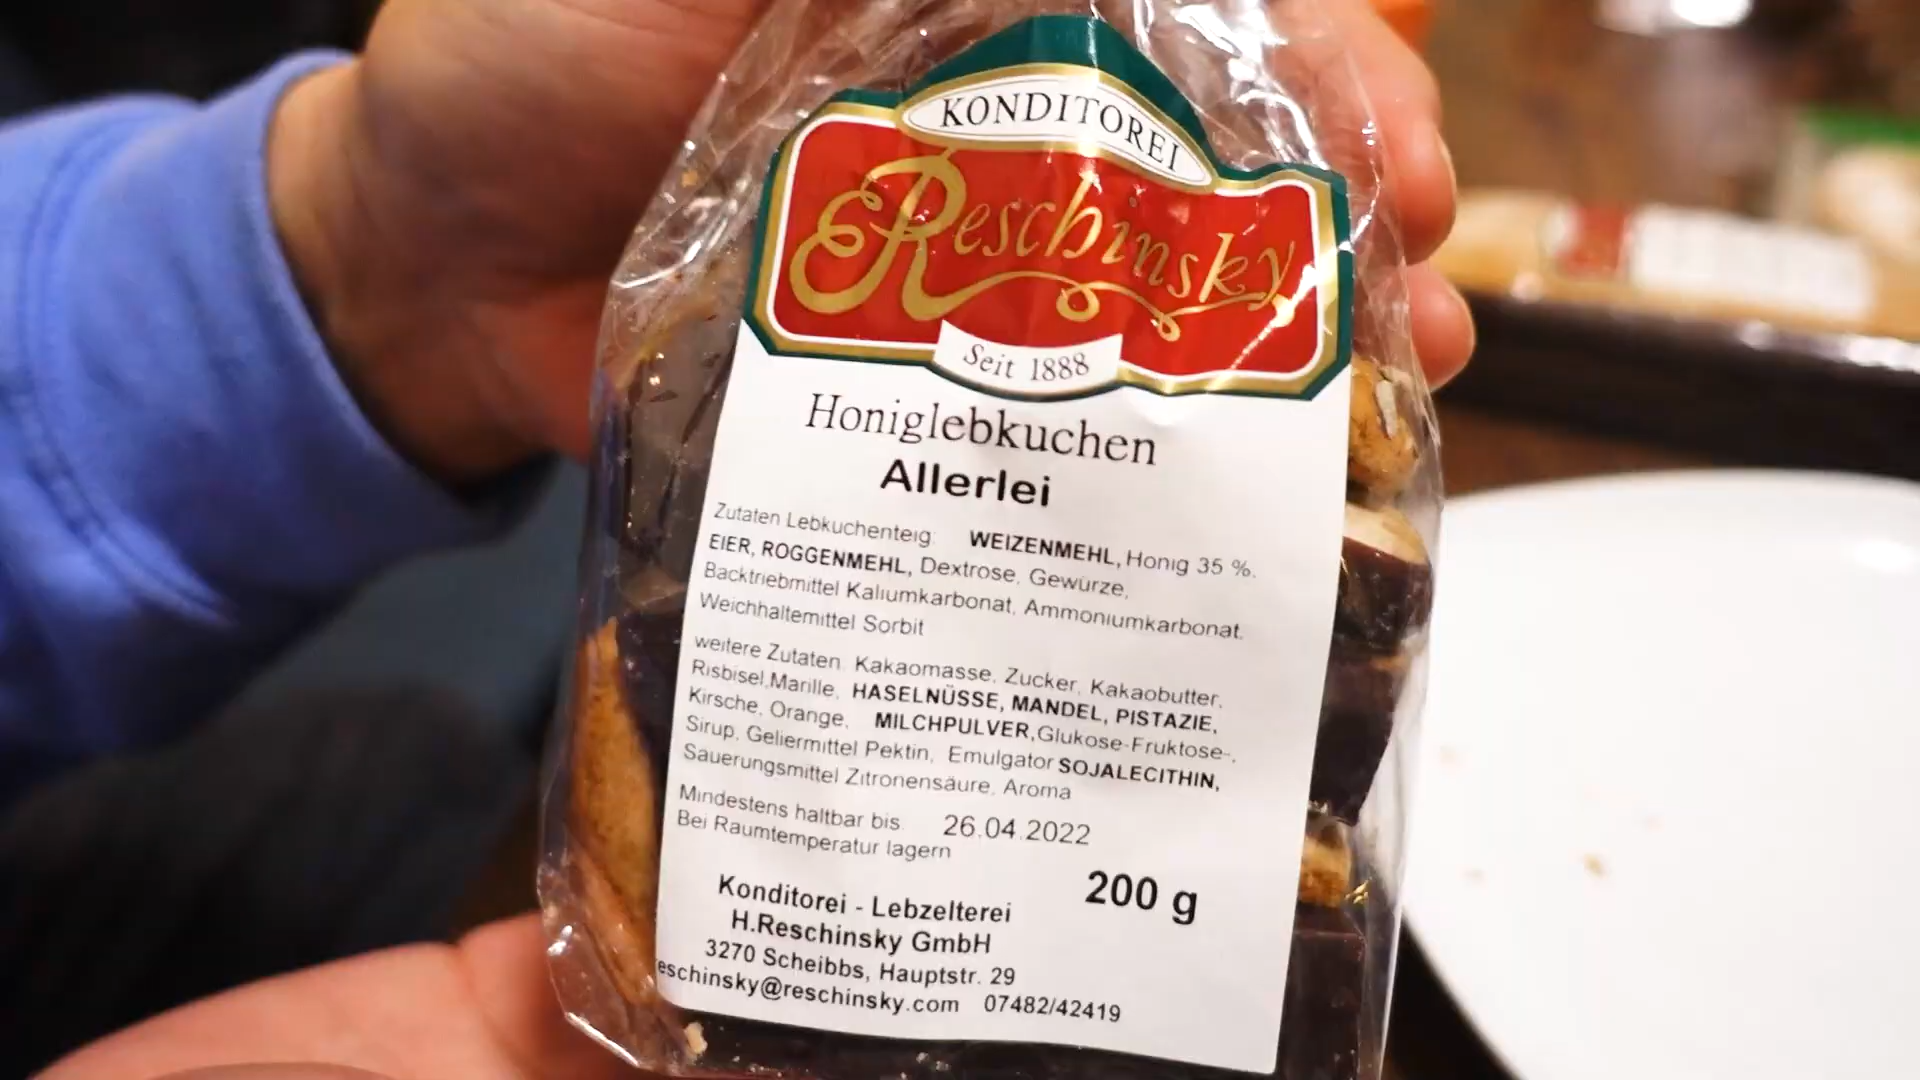 KONDITOREI
Reschinsky
Seit 1888
Honiglebkuchen
Allerlei
Zutaten Lebkuchenteig: WEIZENMEHL, Honig 35 %.
EIER, ROGGENMEHL, Dextrose, Gewürze,
Backtriebmittel Kaliumkarbonat, Ammoniumkarbonat.
Weichhaltemittel Sorbit
weitere Zutaten: Kakaomasse, Zucker, Kakaobutter,
Risbisel,Marille, HASELNÜSSE, MANDEL, PISTAZIE,
Kirsche, Orange, MILCHPULVER,Glukose-Fruktose-,
Sirup, Geliermittel Pektin, Emulgator SOJALECITHIN,
Säuerungsmittel Zitronensäure, Aroma
Mindestens haltbar bis: 26.04.2022
Bei Raumtemperatur lagern
200 g
Konditorei - Lebzelterei
H.Reschinsky GmbH
3270 Scheibbs, Hauptstr. 29
eschinsky@reschinsky.com 07482/42419